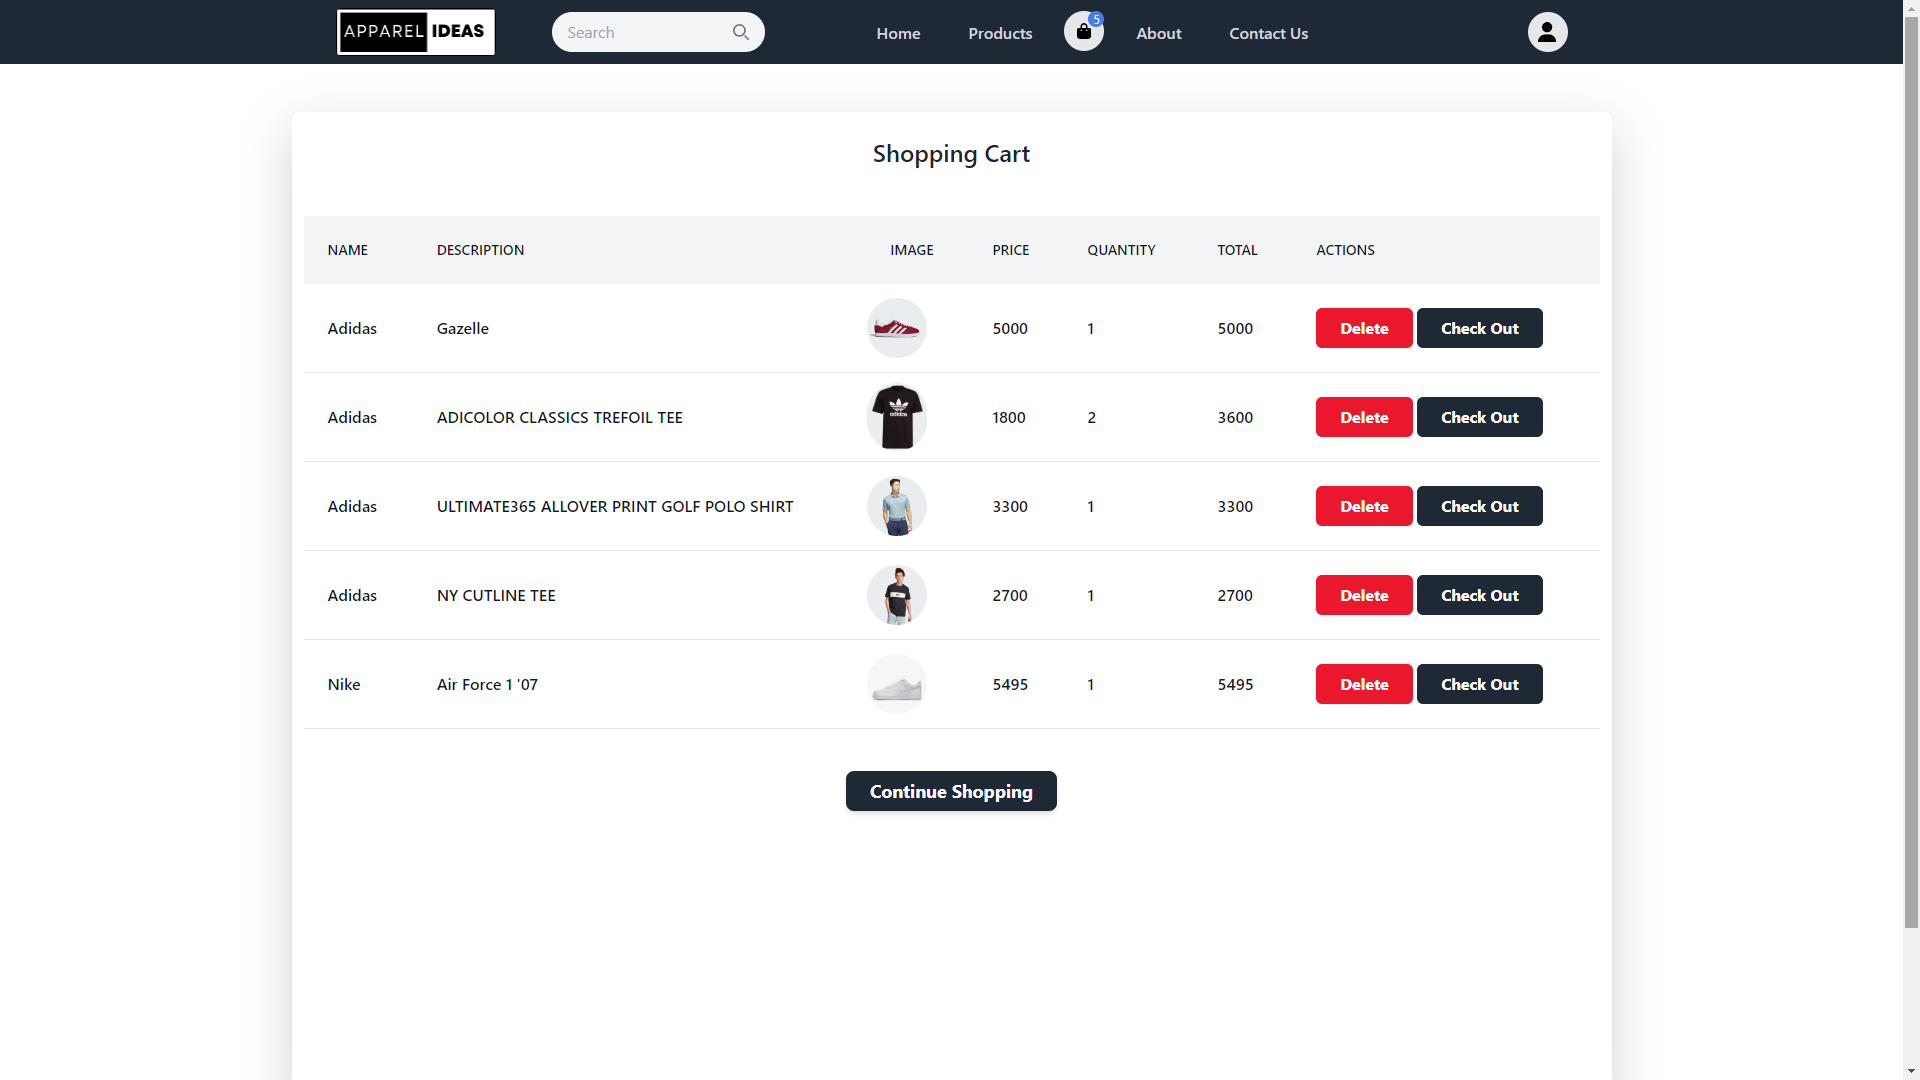 APPAREL IDEAS
Search
Home
Products
5
About
Contact Us
Shopping Cart
NAME DESCRIPTION IMAGE PRICE QUANTITY TOTAL ACTIONS
Adidas Gazelle 5000 1 5000 Delete Check Out
Adidas ADICOLOR CLASSICS TREFOIL TEE adidas 1800 2 3600 Delete Check Out
Adidas ULTIMATE365 ALLOVER PRINT GOLF POLO SHIRT 3300 1 3300 Delete Check Out
Adidas NY CUTLINE TEE 2700 1 2700 Delete Check Out
Nike Air Force 1 '07 5495 1 5495 Delete Check Out
Continue Shopping